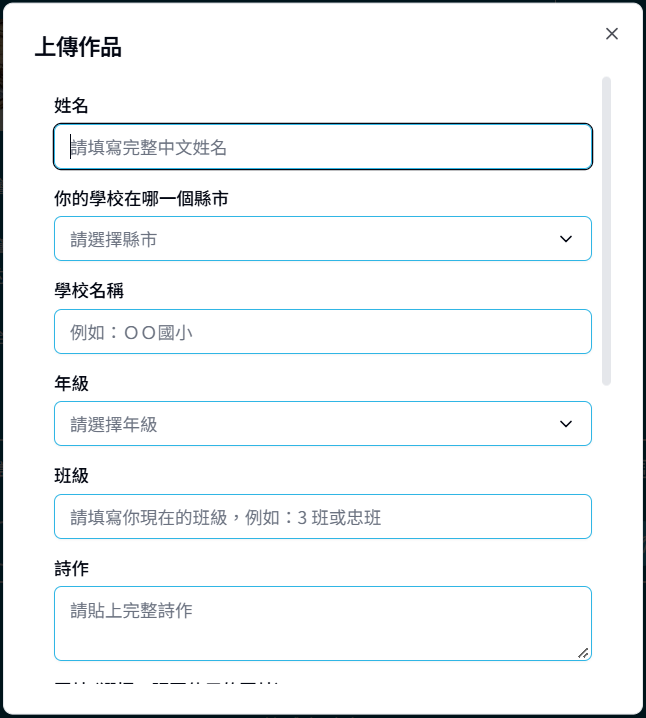 上傳作品
姓名
請填寫完整中文姓名
你的學校在哪一個縣市
請選擇縣市
學校名稱
例如：ＯＯ國小
年級
請選擇年級
班級
請填寫你現在的班級，例如：3 班或忠班
詩作
請貼上完整詩作